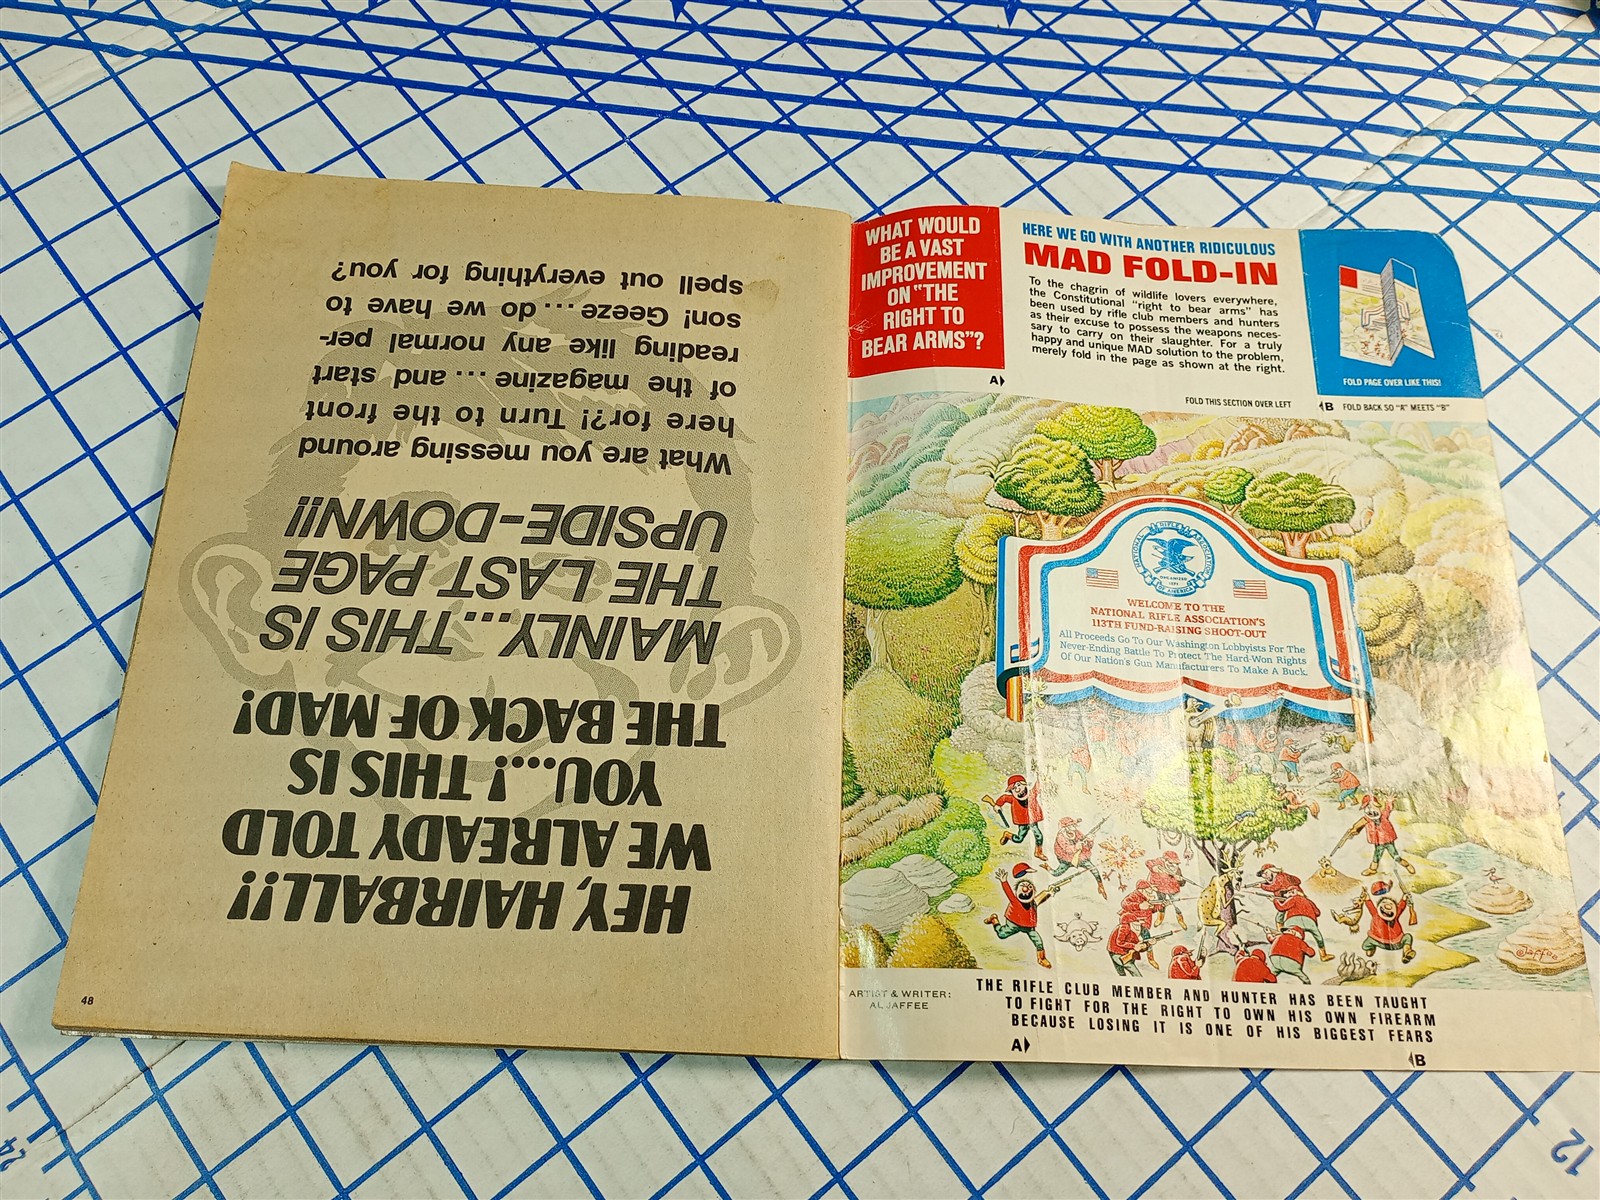 HEY, HAIRBALL!!
WE ALREADY TOLD
YOU...! THIS IS
THE BACK OF MAD!
MAINLY...THIS IS
THE LAST PAGE
UPSIDE-DOWN!!!
What are you messing around
here for?! Turn to the front
of the magazine ... and start
reading like any normal per-
son! Geeze ... do we have to
spell out everything for you?
48
WHAT WOULD
BE A VAST
IMPROVEMENT
ON "THE
RIGHT TO
BEAR ARMS"?
A
HERE WE GO WITH ANOTHER RIDICULOUS
MAD FOLD-IN
To the chagrin of wildlife lovers everywhere,
the Constitutional "right to bear arms" has
been used by rifle club members and hunters
as their excuse to possess the weapons neces-
sary to carry on their slaughter. For a truly
happy and unique MAD solution to the problem,
merely fold in the page as shown at the right.
FOLD PAGE OVER LIKE THIS!
FOLD THIS SECTION OVER LEFT
B FOLD BACK SO "A" MEETS "B"
NATIONAL RIFLE ASSOCIATION
ORGANIZED
1871
OF AMERICA
WELCOME TO THE
NATIONAL RIFLE ASSOCIATION'S
113TH FUND-RAISING SHOOT-OUT
All Proceeds Go To Our Washington Lobbyists For The
Never-Ending Battle To Protect The Hard-Won Rights
Of Our Nation's Gun Manufacturers To Make A Buck.
Jaffee
ARTIST & WRITER:
AL JAFFEE
THE RIFLE CLUB MEMBER AND HUNTER HAS BEEN TAUGHT
TO FIGHT FOR THE RIGHT TO OWN HIS OWN FIREARM
BECAUSE LOSING IT IS ONE OF HIS BIGGEST FEARS
A
B
12